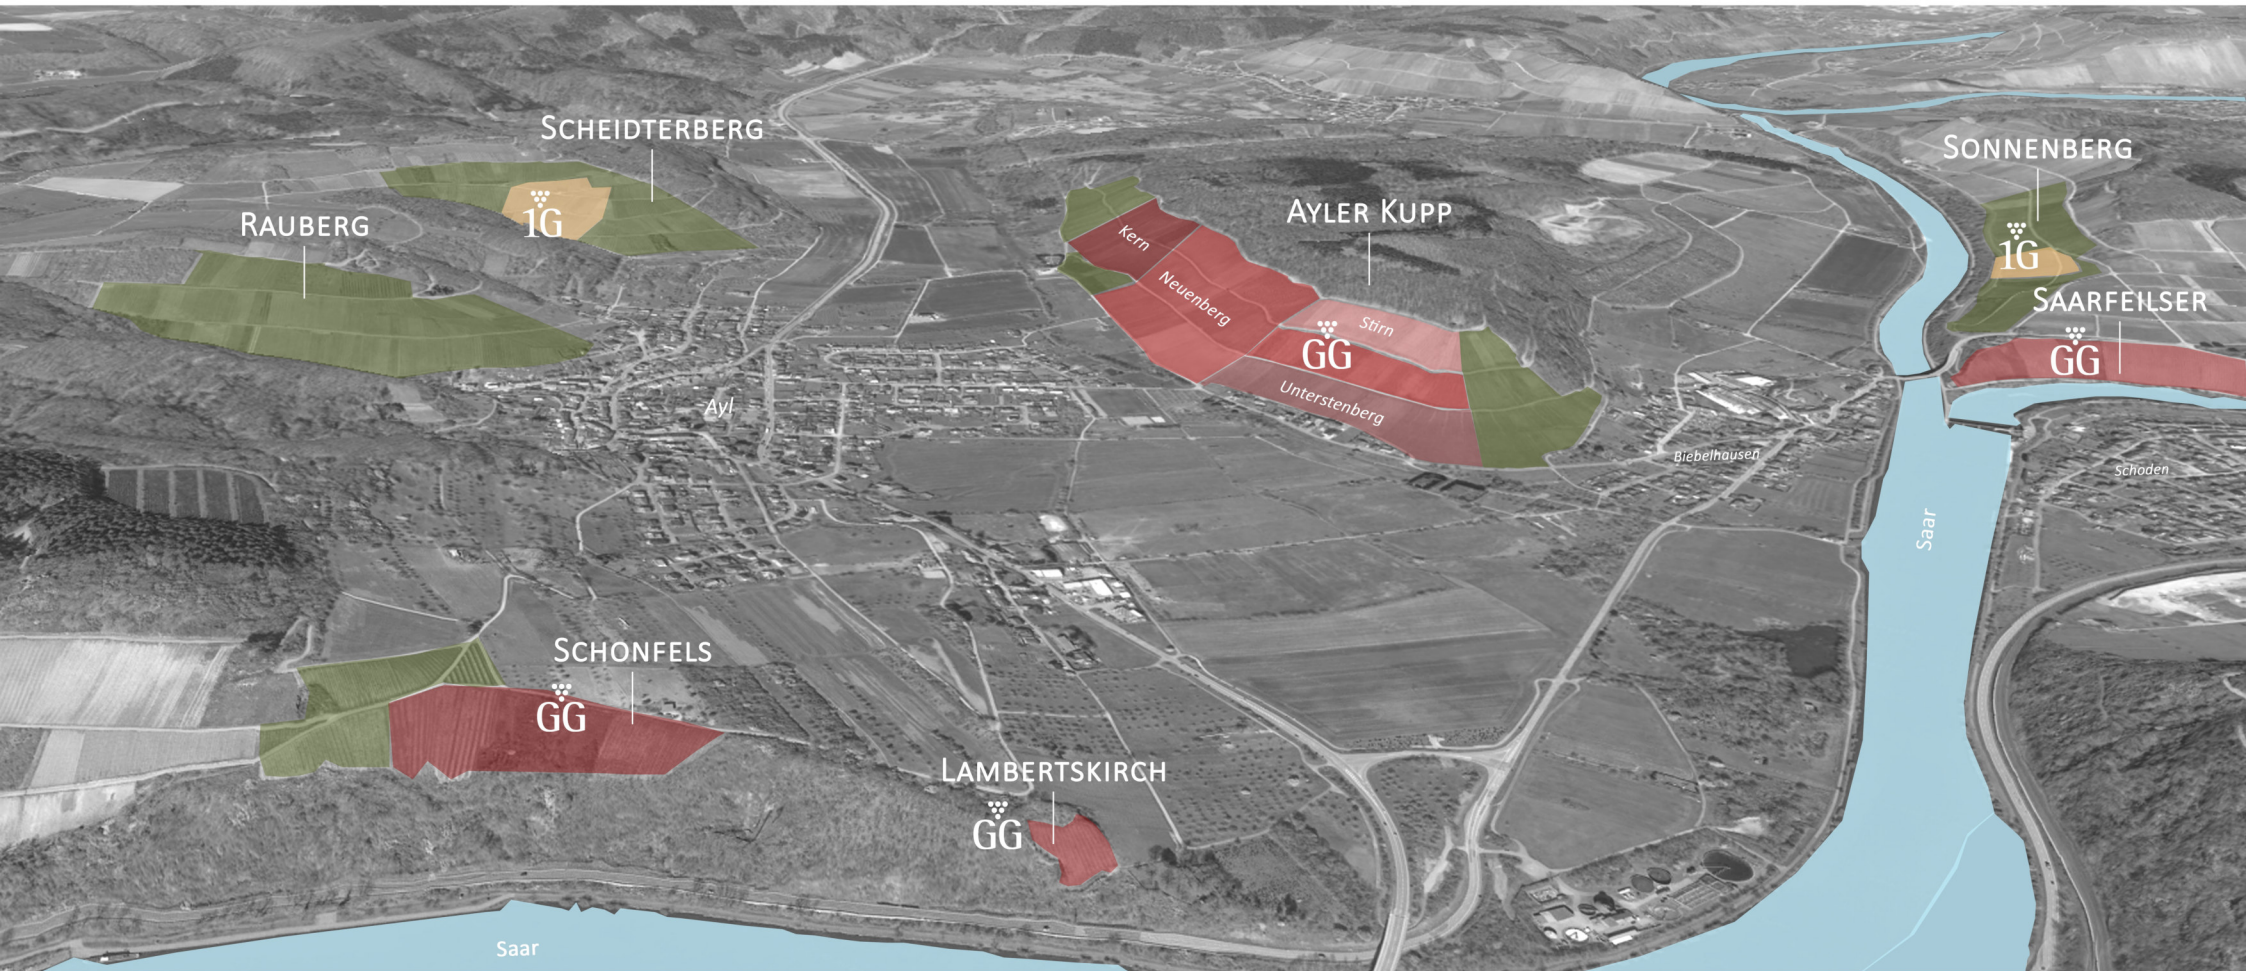 Scheidterberg
Sonnenberg
1G
Rauberg
Ayler Kupp
Kern
1G
Neuenberg
Saarfeilser
Stirn
GG
GG
Unterstenberg
Ayl
Biebelhausen
Schoden
Saar
Schonfels
GG
Lambertskirch
GG
Saar